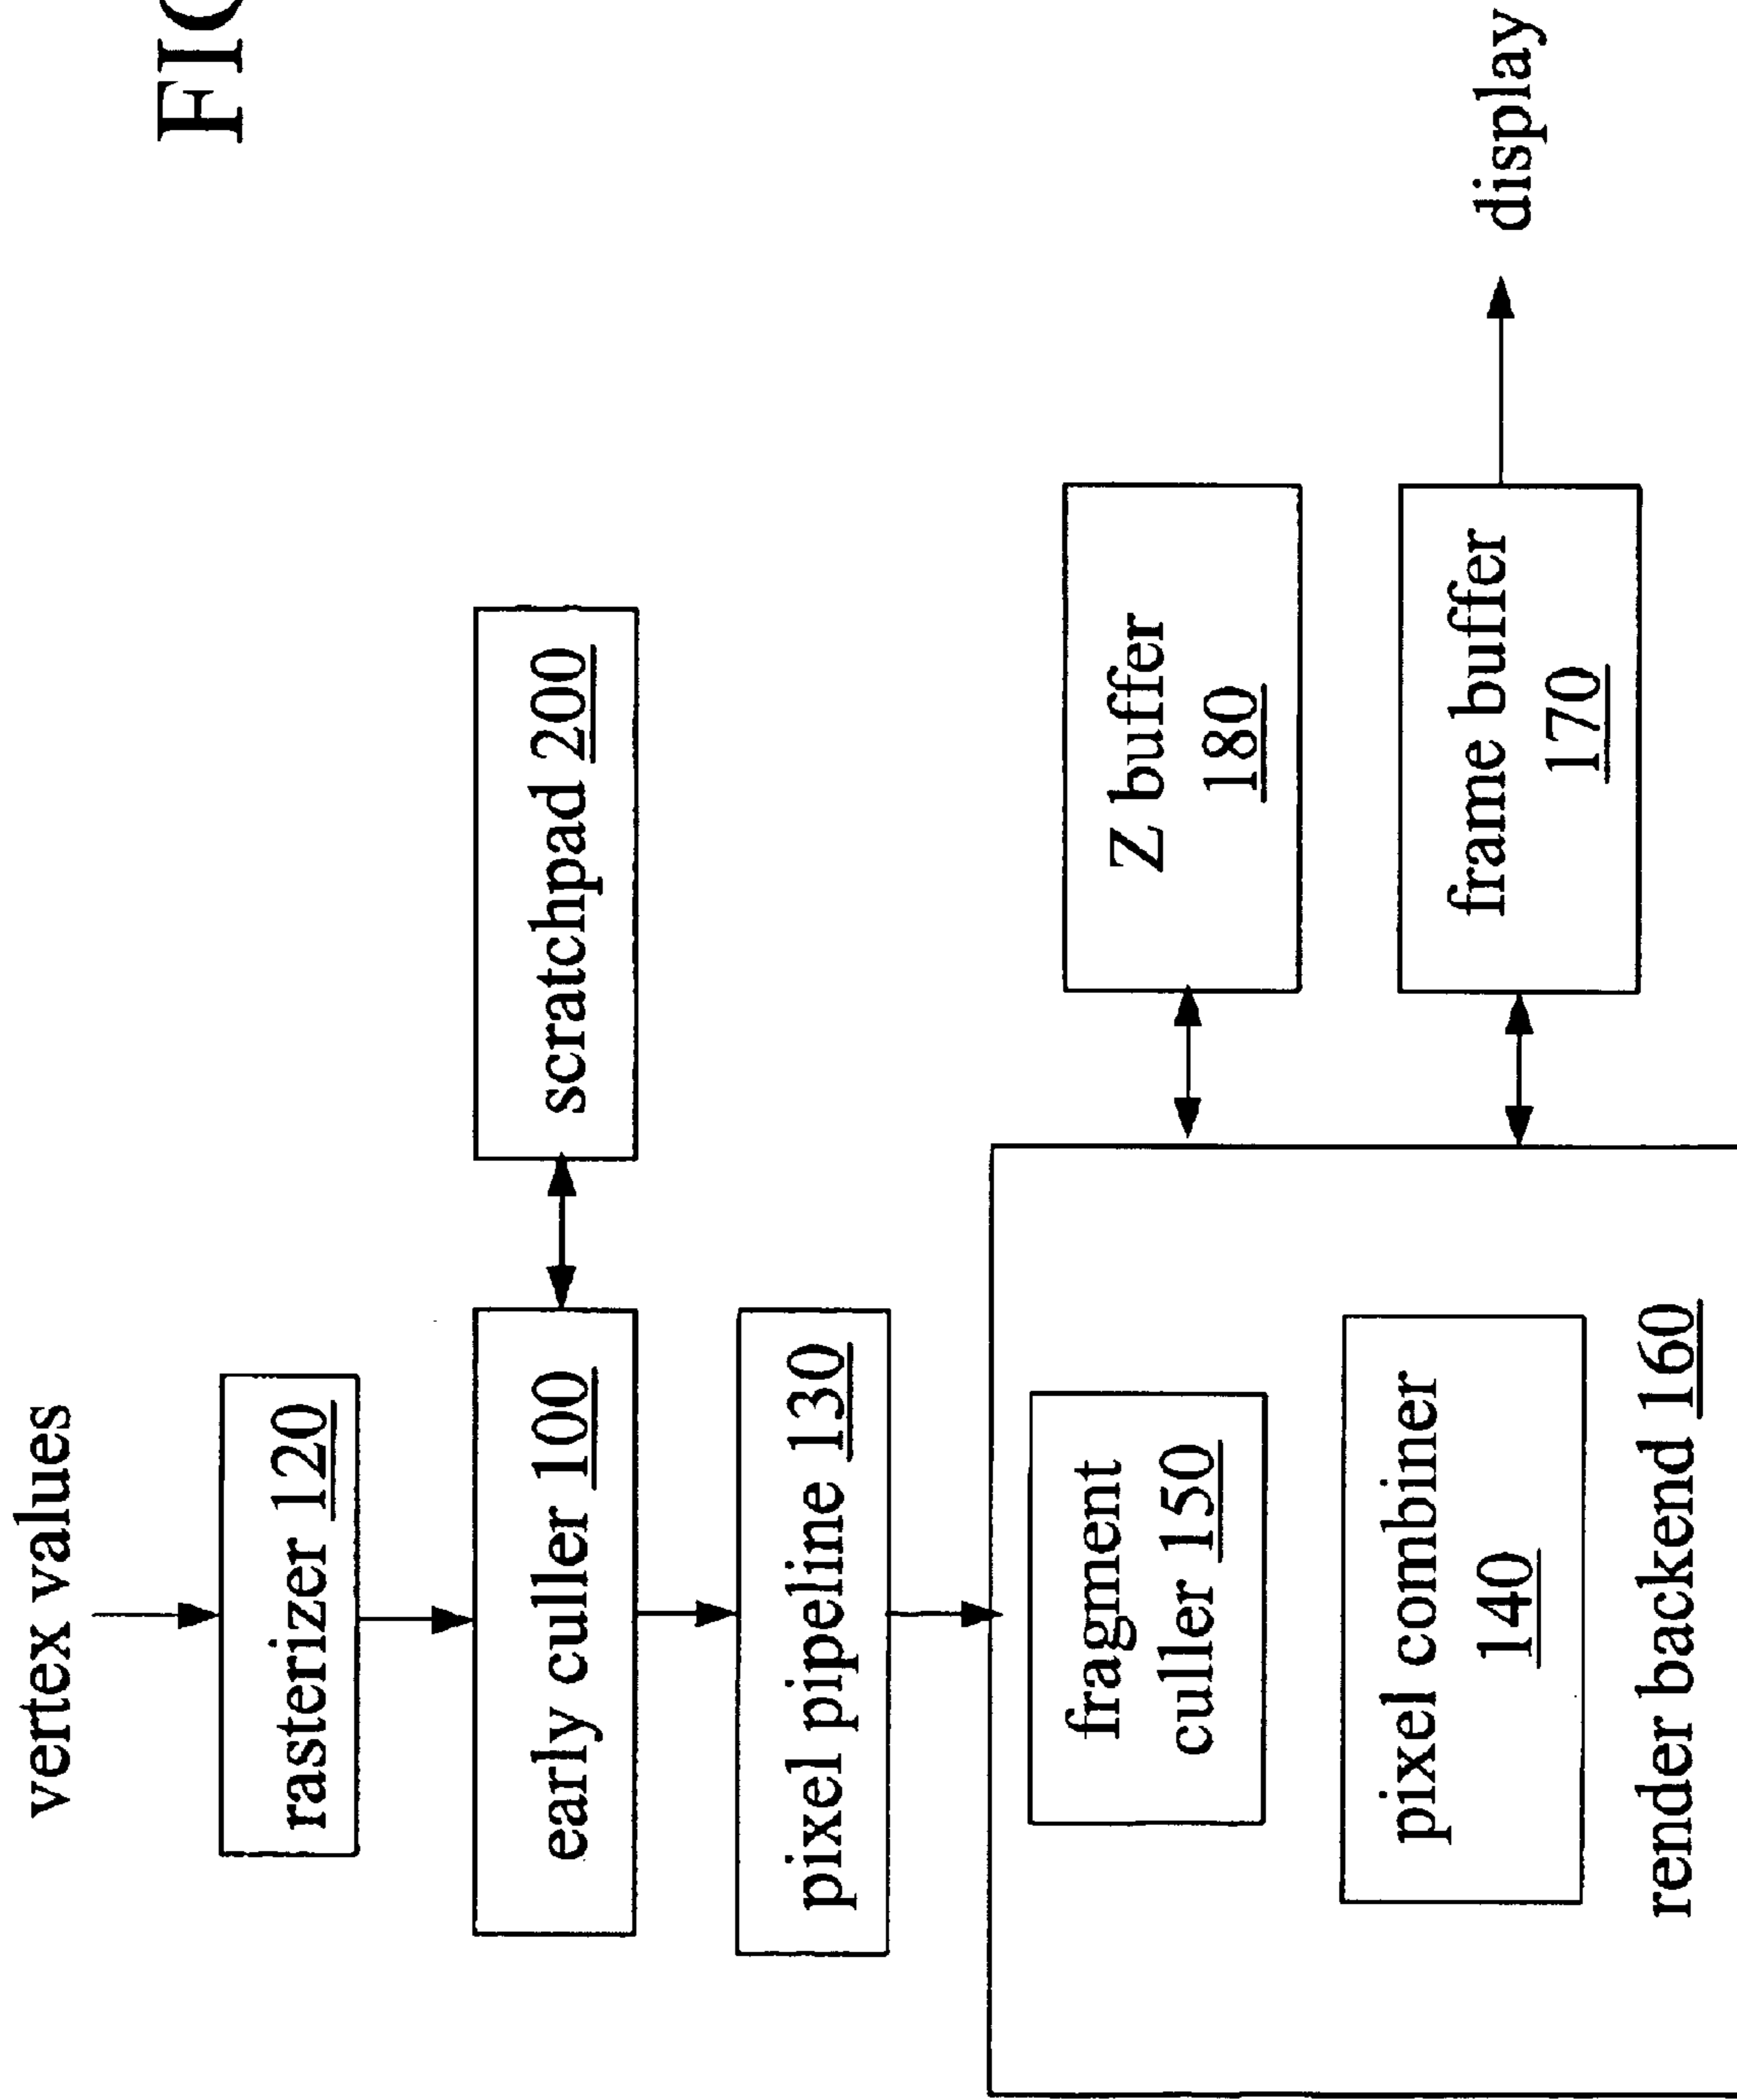 vertex values
rasterizer 120
early culler 100
scratchpad 200
pixel pipeline 130
fragment
culler 150
pixel combiner
140
render backend 160
Z buffer
180
frame buffer
170
display